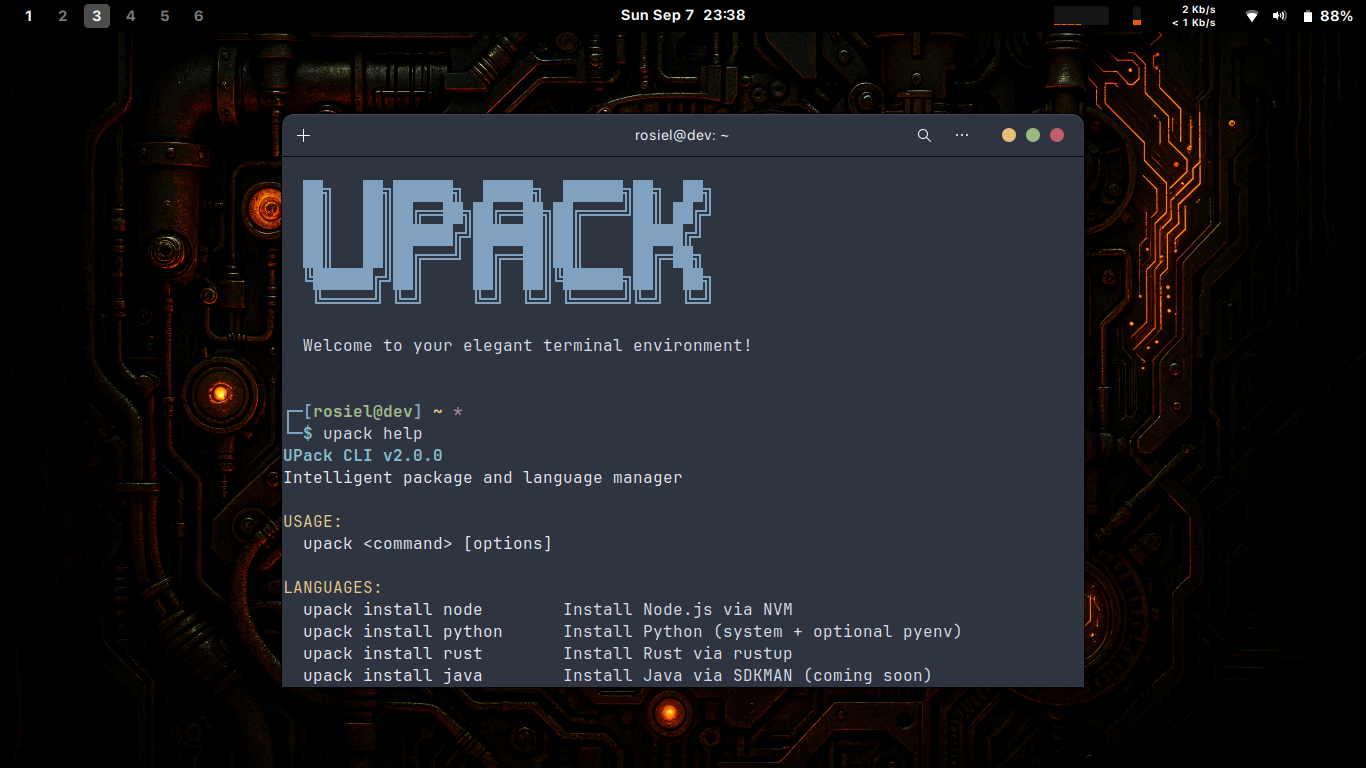 1 2 3 4 5 6
Sun Sep 7 23:38
2 Kb/s
< 1 Kb/s
88%
rosiel@dev: ~
UPACK
Welcome to your elegant terminal environment!
[rosiel@dev] ~ *
$ upack help
UPack CLI v2.0.0
Intelligent package and language manager
USAGE:
upack <command> [options]
LANGUAGES:
upack install node Install Node.js via NVM
upack install python Install Python (system + optional pyenv)
upack install rust Install Rust via rustup
upack install java Install Java via SDKMAN (coming soon)